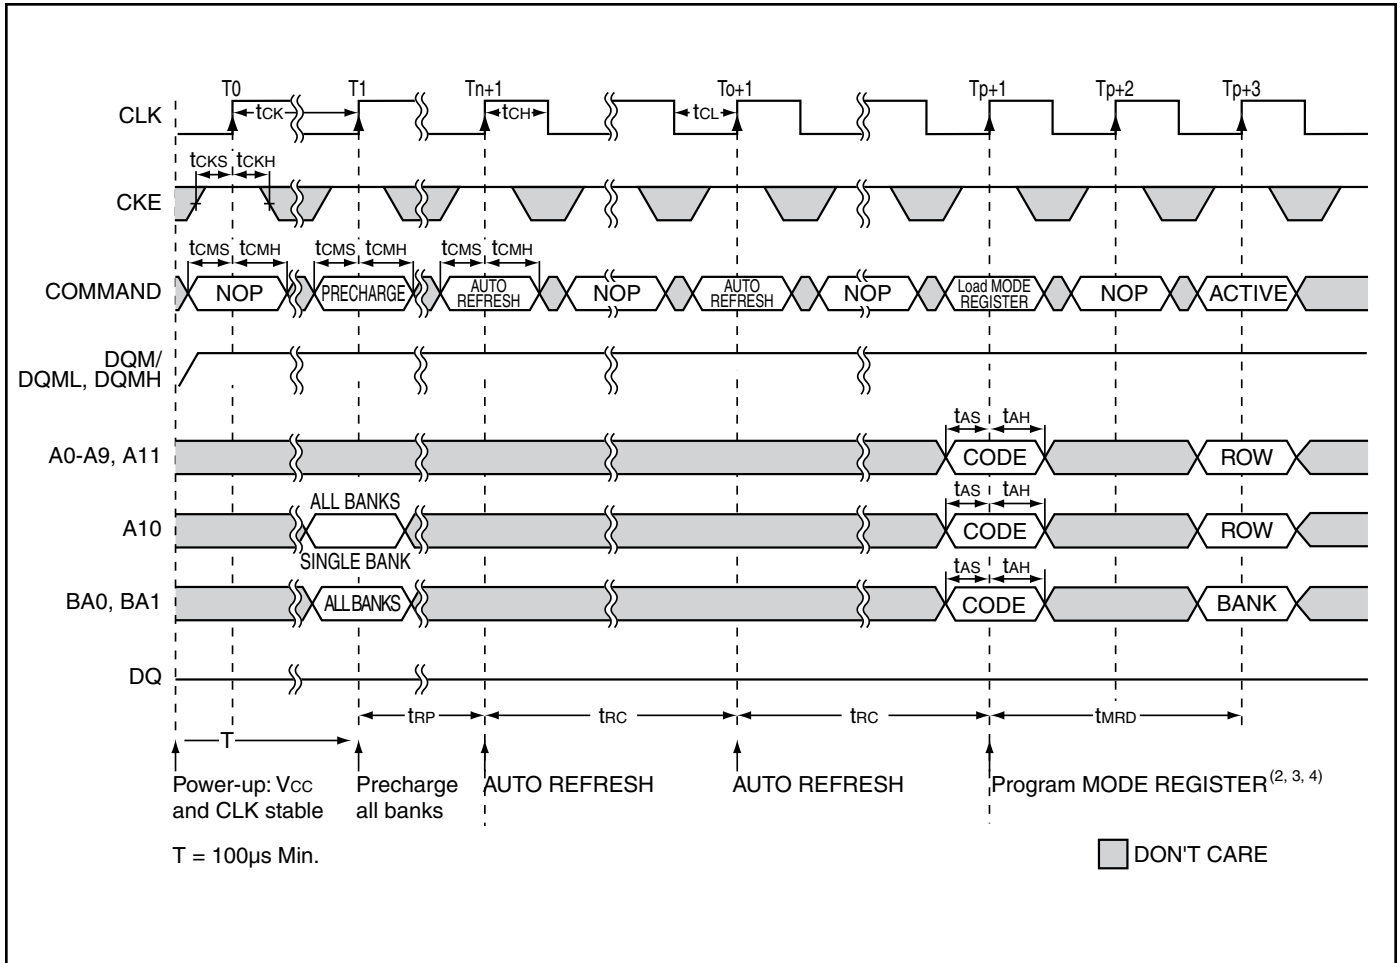 T0 T1 Tn+1 To+1 Tp+1 Tp+2 Tp+3
CLK tCK tCH tCL
tCKS tCKH
CKE
tCMS tCMH tCMS tCMH tCMS tCMH
COMMAND NOP PRECHARGE AUTO REFRESH NOP AUTO REFRESH NOP Load MODE REGISTER NOP ACTIVE
DQM/
DQML, DQMH
tAS tAH
A0-A9, A11 CODE ROW
ALL BANKS tAS tAH
A10 CODE ROW
SINGLE BANK tAS tAH
BA0, BA1 ALL BANKS CODE BANK
DQ
tRP tRC tRC tMRD
T
Power-up: VCC Precharge AUTO REFRESH AUTO REFRESH Program MODE REGISTER(2, 3, 4)
and CLK stable all banks
T = 100µs Min. DON'T CARE